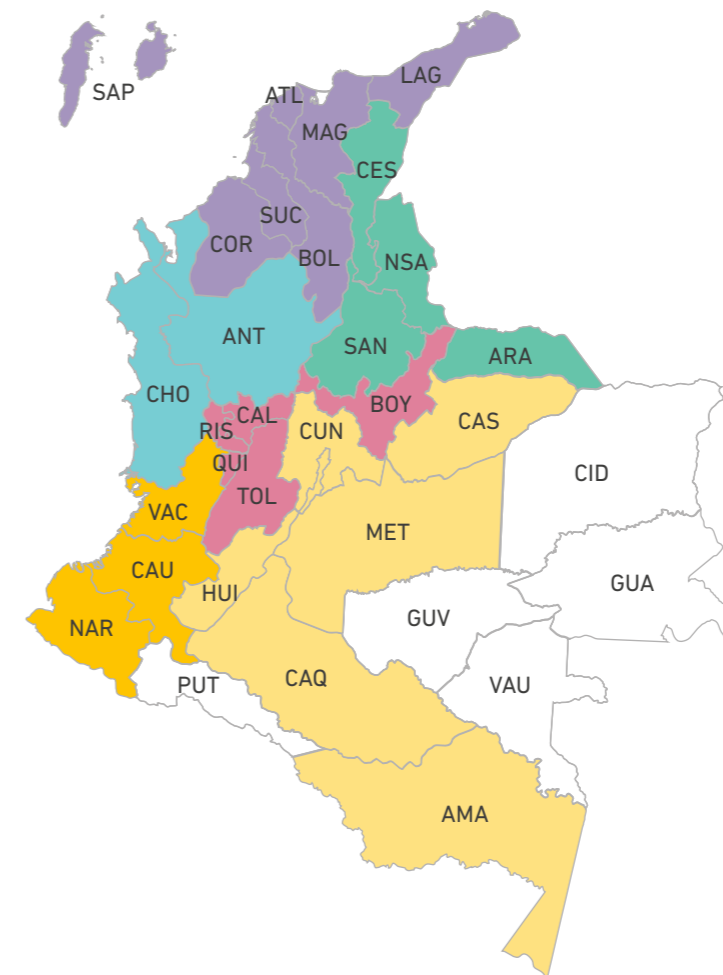 SAP
LAG
ATL
MAG
CES
SUC
COR
BOL
NSA
ANT
SAN
ARA
CHO
CAL
BOY
RIS
CUN
CAS
QUI
CID
TOL
VAC
MET
CAU
GUA
HUI
GUV
NAR
CAQ
PUT
VAU
AMA